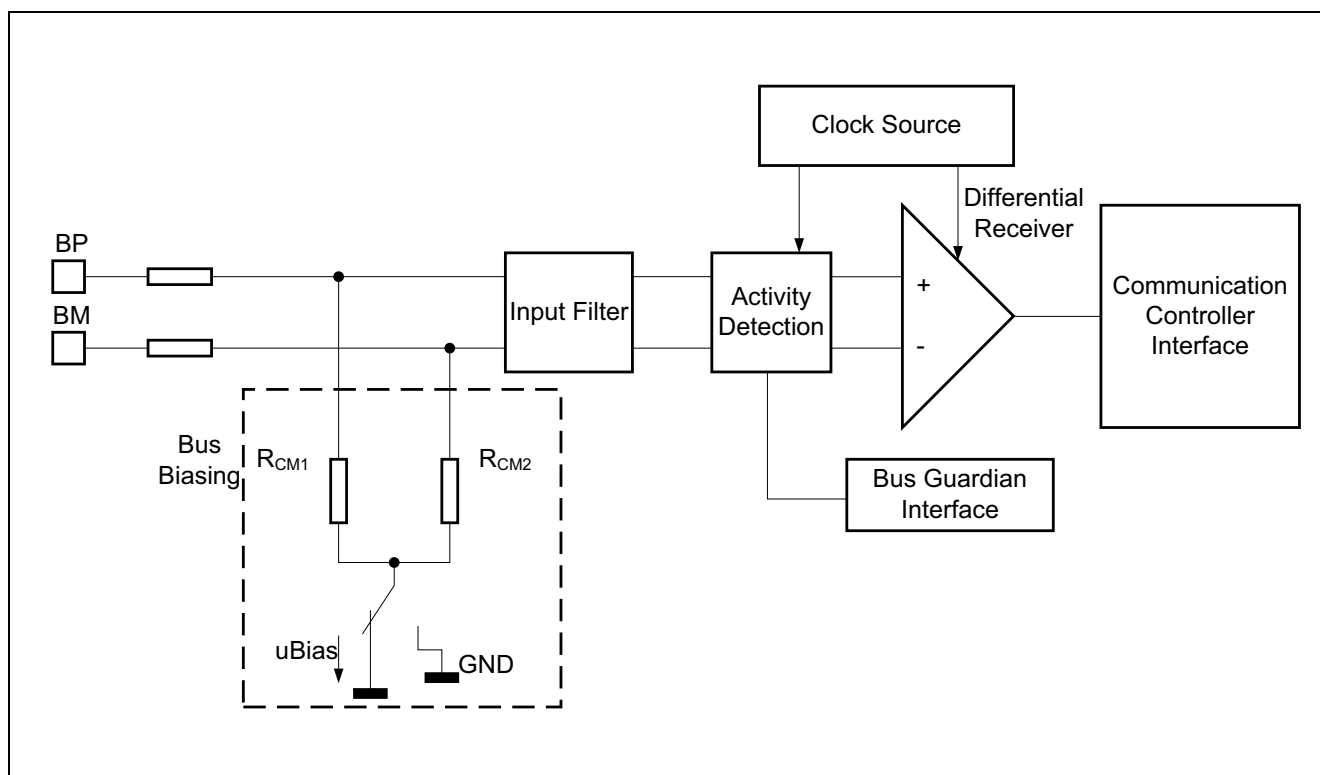 Clock Source
Differential
Receiver
BP
BM
Input Filter
Activity
Detection
+
-
Communication
Controller
Interface
Bus
Biasing
RCM1
RCM2
Bus Guardian
Interface
uBias
GND